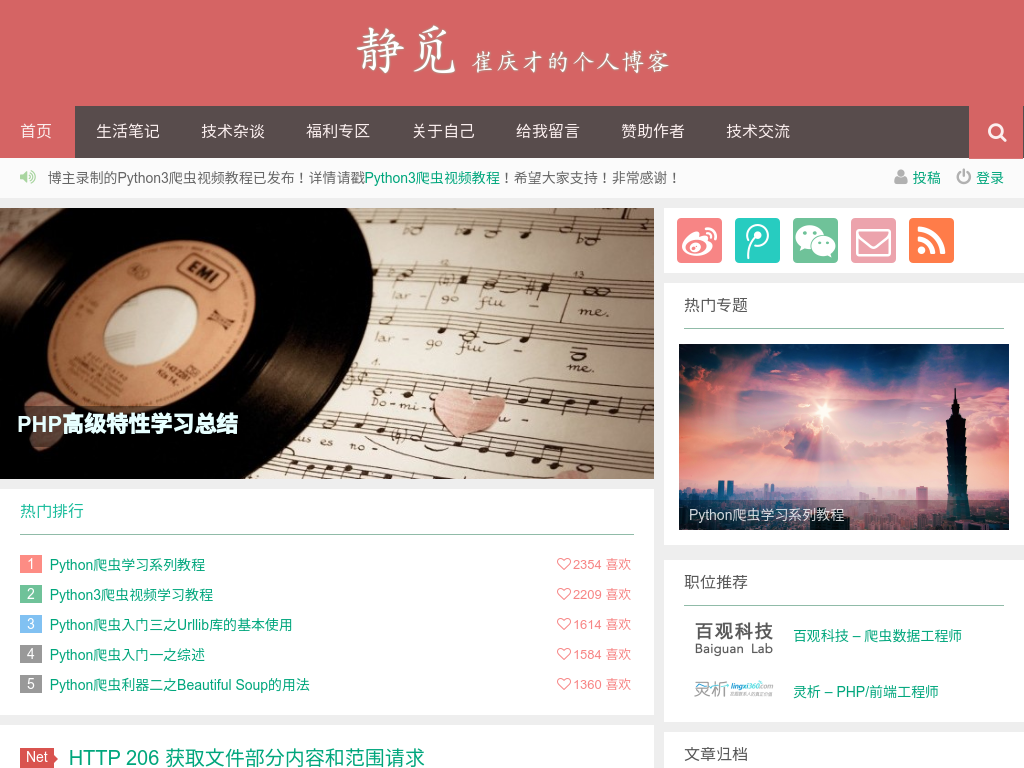 静觅 崔庆才的个人博客
首页 生活笔记 技术杂谈 福利专区 关于自己 给我留言 赞助作者 技术交流
博主录制的Python3爬虫视频教程已发布！详情请戳Python3爬虫视频教程！希望大家支持！非常感谢！ 投稿 登录
EMI
lar - go fiu - me.
13
lar - go fiu - me.
Do - mi -
PHP高级特性学习总结
热门专题
Python爬虫学习系列教程
热门排行
1 Python爬虫学习系列教程 2354 喜欢
2 Python3爬虫视频学习教程 2209 喜欢
3 Python爬虫入门三之Urllib库的基本使用 1614 喜欢
4 Python爬虫入门一之综述 1584 喜欢
5 Python爬虫利器二之Beautiful Soup的用法 1360 喜欢
职位推荐
百观科技
Baiguan Lab
百观科技 – 爬虫数据工程师
灵析 lingxi360.com
灵析 – PHP/前端工程师
文章归档
Net HTTP 206 获取文件部分内容和范围请求